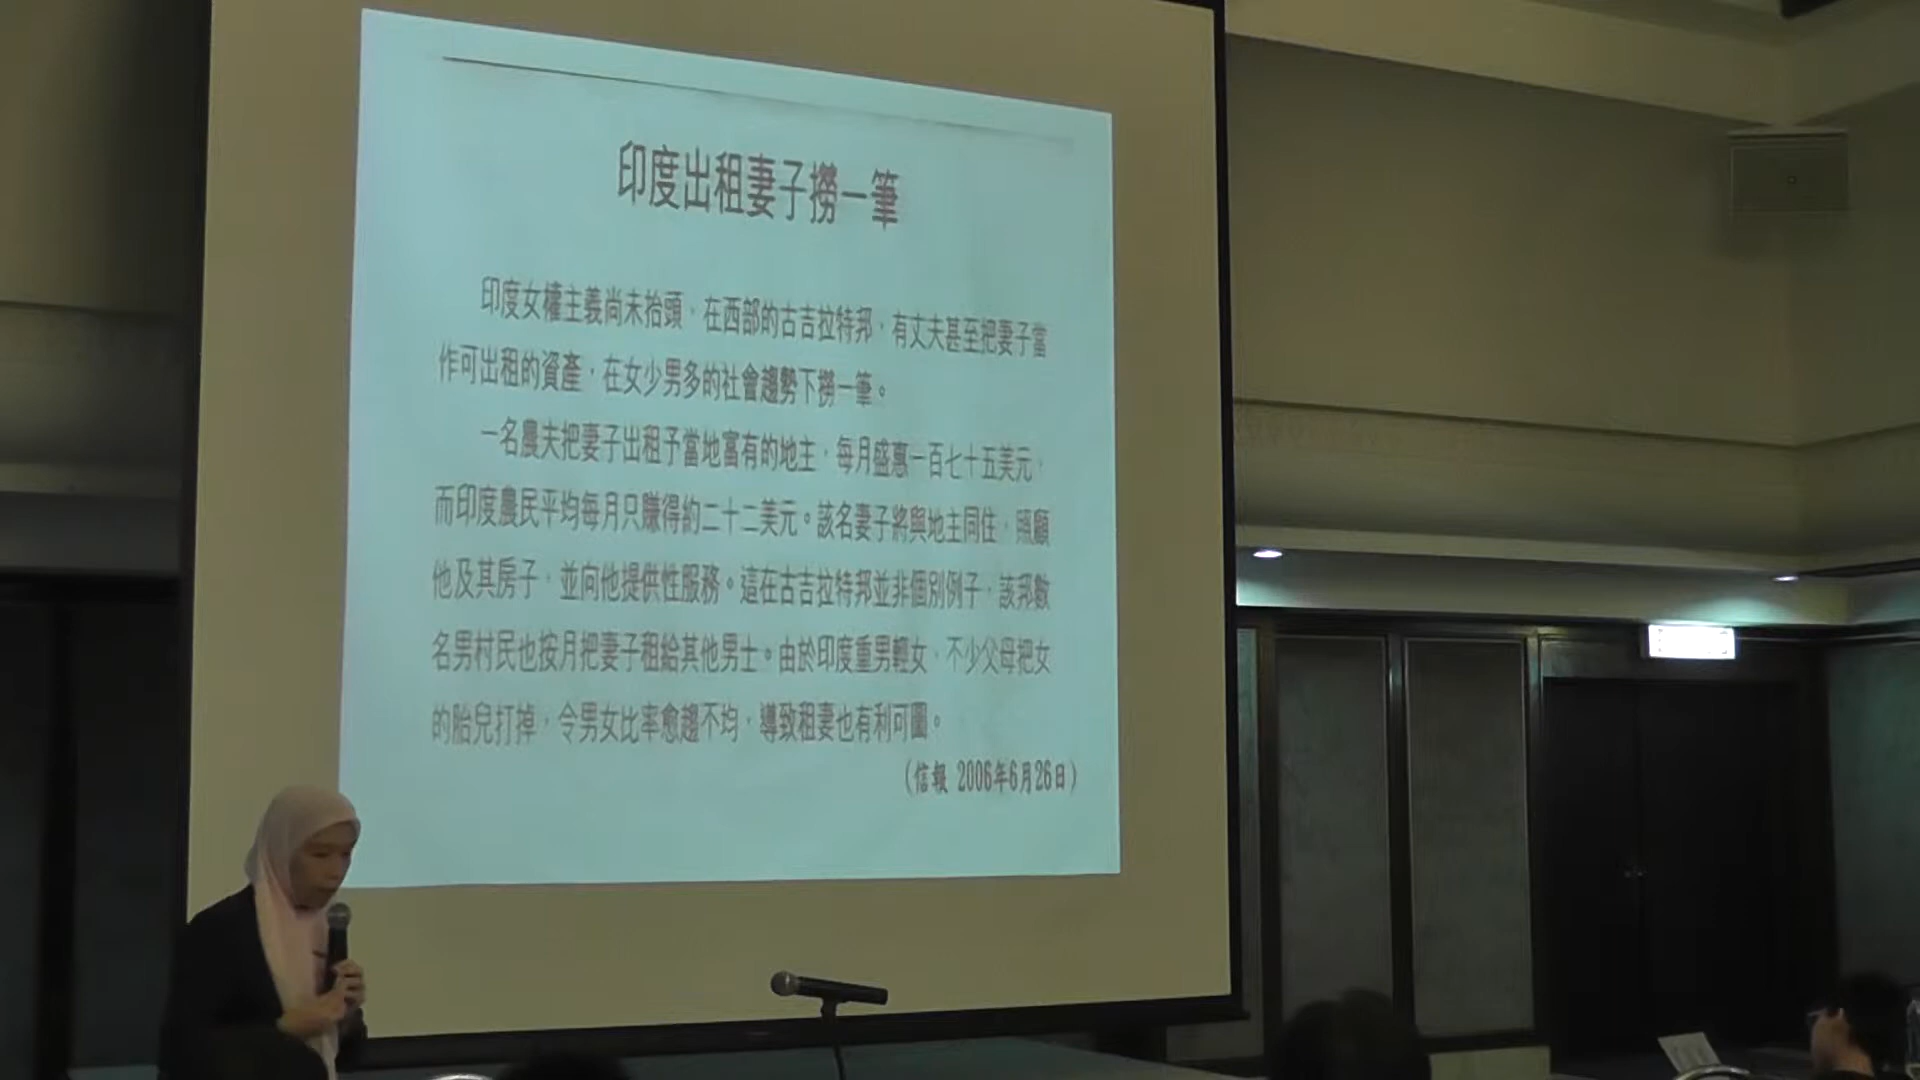 印度出租妻子撈一筆
印度女權主義尚未抬頭，在西部的古吉拉特邦，有丈夫甚至把妻子當
作可出租的資產，在女少男多的社會趨勢下撈一筆。
一名農夫把妻子出租予當地富有的地主，每月盛惠一百七十五美元，
而印度農民平均每月只賺得約二十二美元。該名妻子將與地主同住，照顧
他及其房子，並向他提供性服務。這在古吉拉特邦並非個別例子，該邦數
名男村民也按月把妻子租給其他男士。由於印度重男輕女，不少父母把女
的胎兒打掉，令男女比率愈趨不均，導致租妻也有利可圖。
(信報 2006年6月26日)